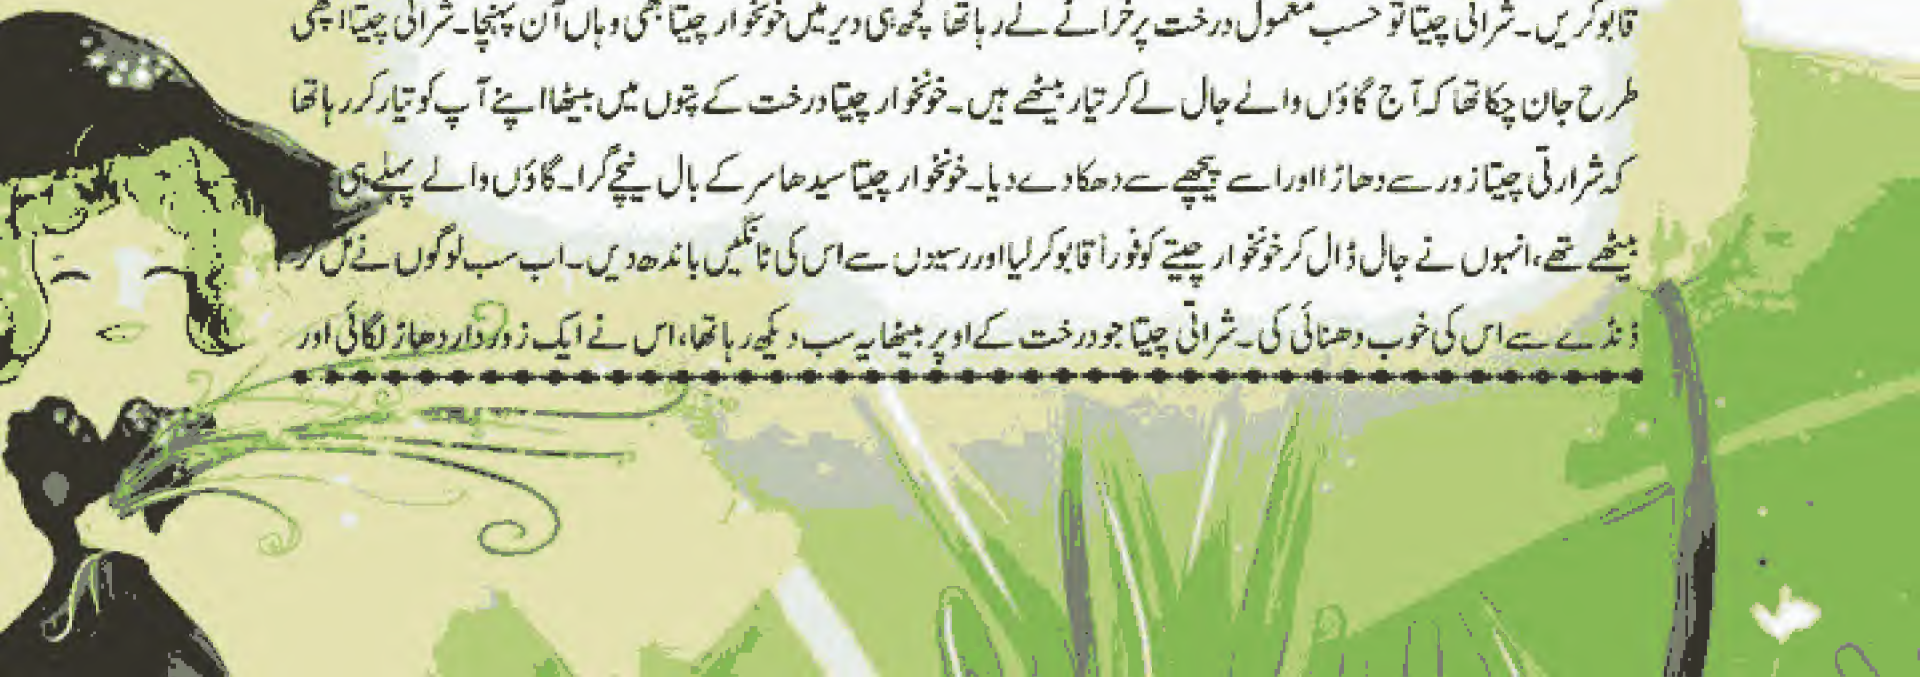 قابو کریں۔ شرابی چیتا تو حسب معمول درخت پر خراٹے لے رہا تھا کچھ ہی دیر میں خونخوار چیتا بھی وہاں آن پہنچا۔ شرابی چیتا اچھی
طرح جان چکا تھا کہ آج گاؤں والے جال لے کر تیار بیٹھے ہیں۔ خونخوار چیتا درخت کے پتوں میں بیٹھا اپنے آپ کو تیار کر رہا تھا
کہ شرارتی چیتا زور سے دھاڑا اور اسے پیچھے سے دھکا دے دیا۔ خونخوار چیتا سیدھا سر کے بال نیچے گرا۔ گاؤں والے پہلے ہی
بیٹھے تھے، انہوں نے جال ڈال کر خونخوار چیتے کو فوراً قابو کر لیا اور رسیوں سے اس کی ٹانگیں باندھ دیں۔ اب سب لوگوں نے مل کر
ڈنڈے سے اس کی خوب دھنائی کی۔ شرابی چیتا جو درخت کے اوپر بیٹھا یہ سب دیکھ رہا تھا، اس نے ایک زوردار دھاڑ لگائی اور